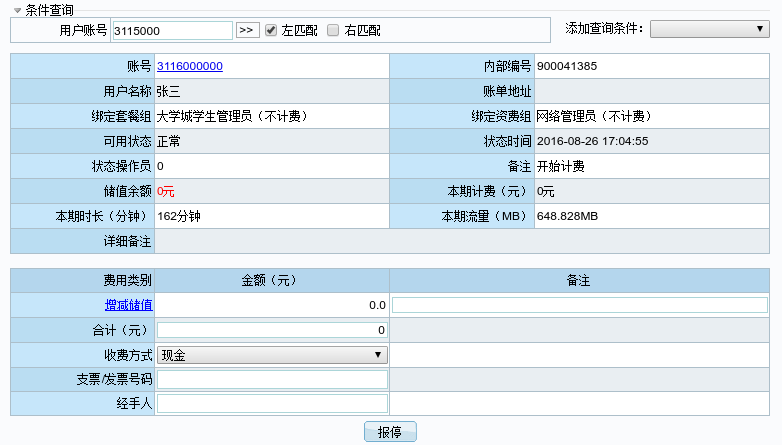 条件查询
用户账号 3115000 >> 左匹配 右匹配 添加查询条件：
账号 3116000000 内部编号 900041385
用户名称 张三 账单地址
绑定套餐组 大学城学生管理员（不计费） 绑定资费组 网络管理员（不计费）
可用状态 正常 状态时间 2016-08-26 17:04:55
状态操作员 0 备注 开始计费
储值余额 0元 本期计费（元） 0元
本期时长（分钟） 162分钟 本期流量（MB） 648.828MB
详细备注
费用类别 金额（元） 备注
增减储值 0.0
合计（元） 0
收费方式 现金
支票/发票号码
经手人
报停